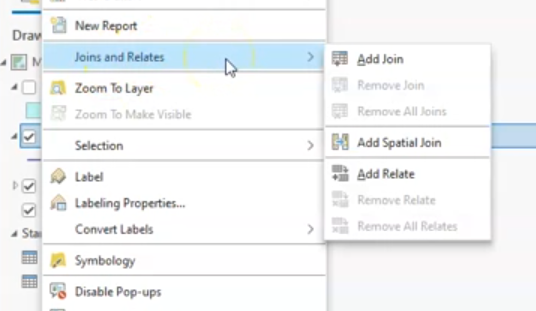 New Report
Draw
Joins and Relates
M
Zoom To Layer
Zoom To Make Visible
Selection
Label
Labeling Properties...
Convert Labels
Sta
Symbology
Disable Pop-ups
Add Join
Remove Join
Remove All Joins
Add Spatial Join
Add Relate
Remove Relate
Remove All Relates